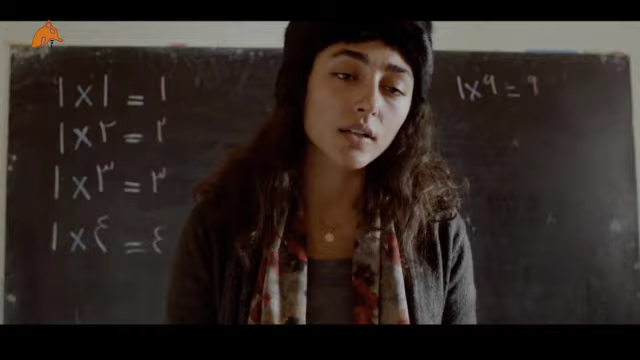 ١ × ١ = ١
١ × ٢ = ٢
١ × ٣ = ٣
١ × ٤ = ٤
١ × ٩ = ٩